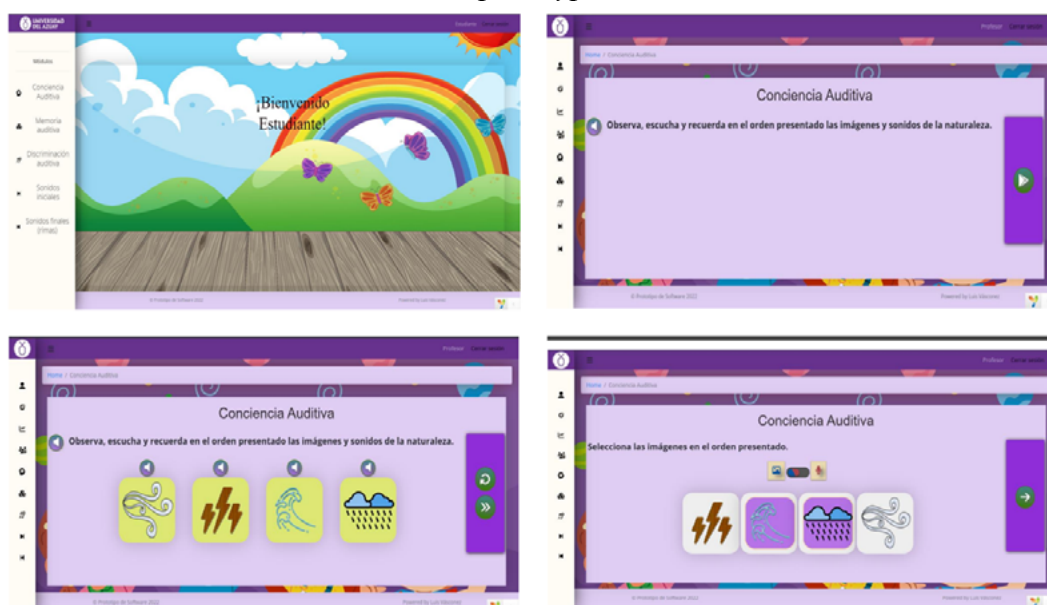 UNIVERSIDAD
DEL AZUAY
Estudiante Cerrar sesión
Módulos
Conciencia
Auditiva
Memoria
auditiva
Discriminación
auditiva
Sonidos
iniciales
Sonidos finales
(rimas)
¡Bienvenido
Estudiante!
© Prototipo de Software 2022
Powered by Luis Vásconez
Profesor Cerrar sesión
Home / Conciencia Auditiva
Conciencia Auditiva
Observa, escucha y recuerda en el orden presentado las imágenes y sonidos de la naturaleza.
© Prototipo de Software 2022
Powered by Luis Vásconez
Profesor Cerrar sesión
Home / Conciencia Auditiva
Conciencia Auditiva
Observa, escucha y recuerda en el orden presentado las imágenes y sonidos de la naturaleza.
© Prototipo de Software 2022
Powered by Luis Vásconez
Profesor Cerrar sesión
Home / Conciencia Auditiva
Conciencia Auditiva
Selecciona las imágenes en el orden presentado.
© Prototipo de Software 2022
Powered by Luis Vásconez